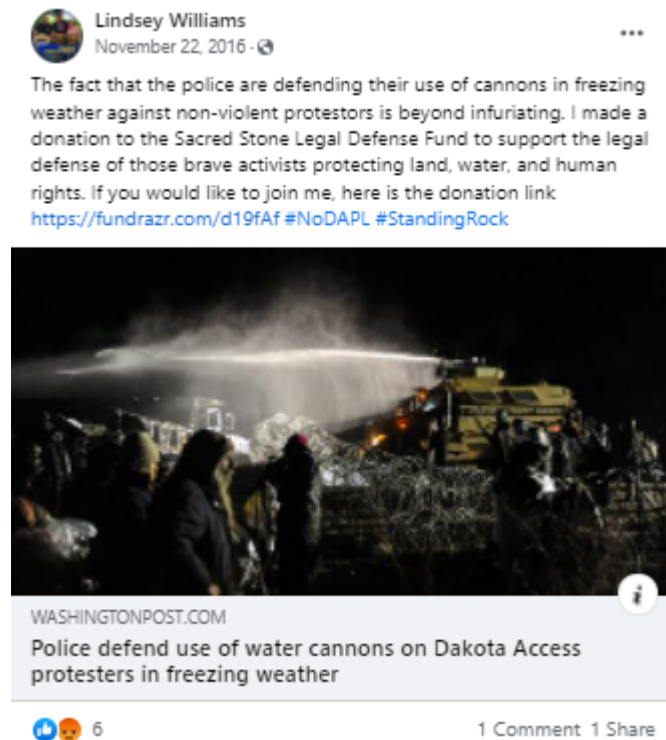 Lindsey Williams
November 22, 2016 ·
The fact that the police are defending their use of cannons in freezing
weather against non-violent protestors is beyond infuriating. I made a
donation to the Sacred Stone Legal Defense Fund to support the legal
defense of those brave activists protecting land, water, and human
rights. If you would like to join me, here is the donation link
https://fundrazr.com/d19fAf #NoDAPL #StandingRock
i
WASHINGTONPOST.COM
Police defend use of water cannons on Dakota Access
protesters in freezing weather
6 1 Comment 1 Share